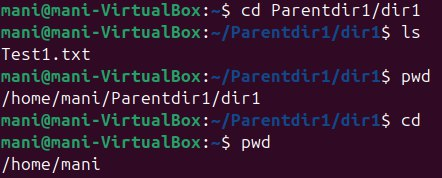 mani@mani-VirtualBox:~$ cd Parentdir1/dir1
mani@mani-VirtualBox:~/Parentdir1/dir1$ ls
Test1.txt
mani@mani-VirtualBox:~/Parentdir1/dir1$ pwd
/home/mani/Parentdir1/dir1
mani@mani-VirtualBox:~/Parentdir1/dir1$ cd
mani@mani-VirtualBox:~$ pwd
/home/mani